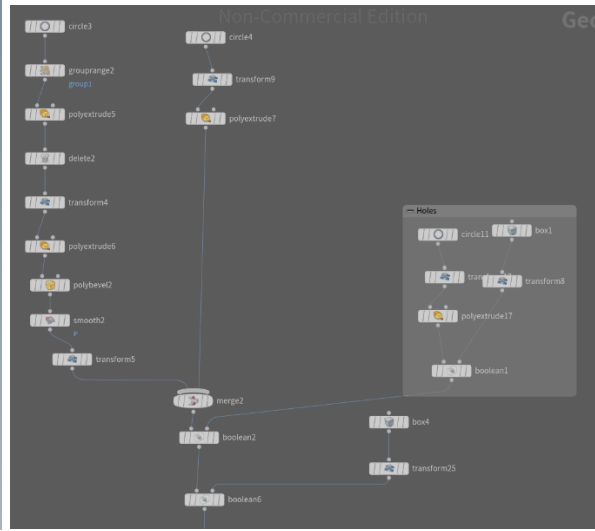 Non-Commercial Edition
Geo
circle3
circle4
grouprange2
group1
transform9
polyextrude5
polyextrude7
delete2
transform4
Holes
circle11
box1
polyextrude6
transform8
polybevel2
polyextrude17
smooth2
P
transform5
boolean1
merge2
box4
boolean2
transform25
boolean6